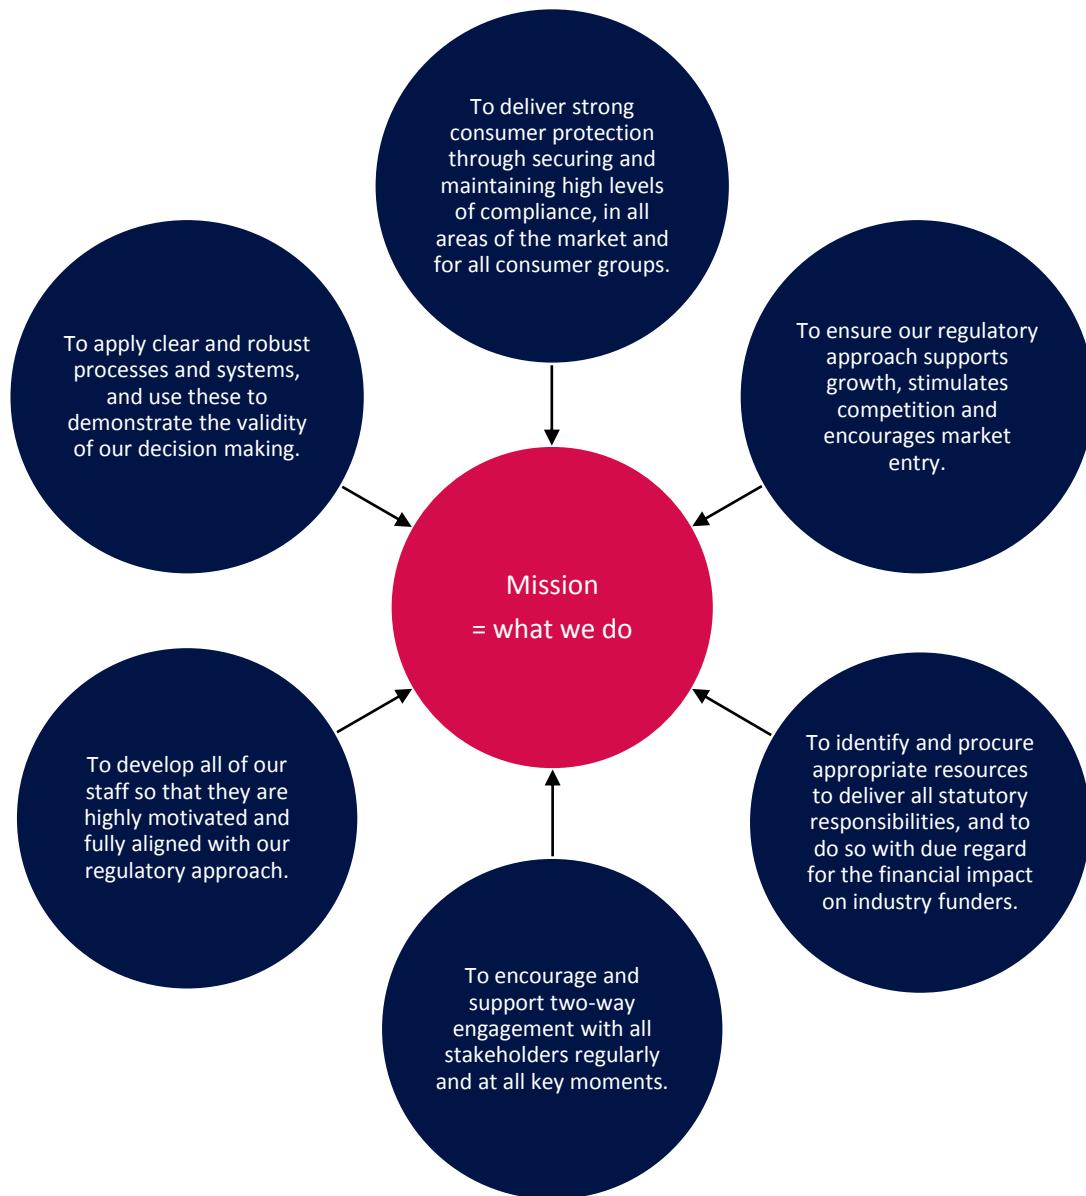 To deliver strong
consumer protection
through securing and
maintaining high levels
of compliance, in all
areas of the market and
for all consumer groups.
To apply clear and robust
processes and systems,
and use these to
demonstrate the validity
of our decision making.
To ensure our regulatory
approach supports
growth, stimulates
competition and
encourages market
entry.
Mission
= what we do
To develop all of our
staff so that they are
highly motivated and
fully aligned with our
regulatory approach.
To identify and procure
appropriate resources
to deliver all statutory
responsibilities, and to
do so with due regard
for the financial impact
on industry funders.
To encourage and
support two-way
engagement with all
stakeholders regularly
and at all key moments.